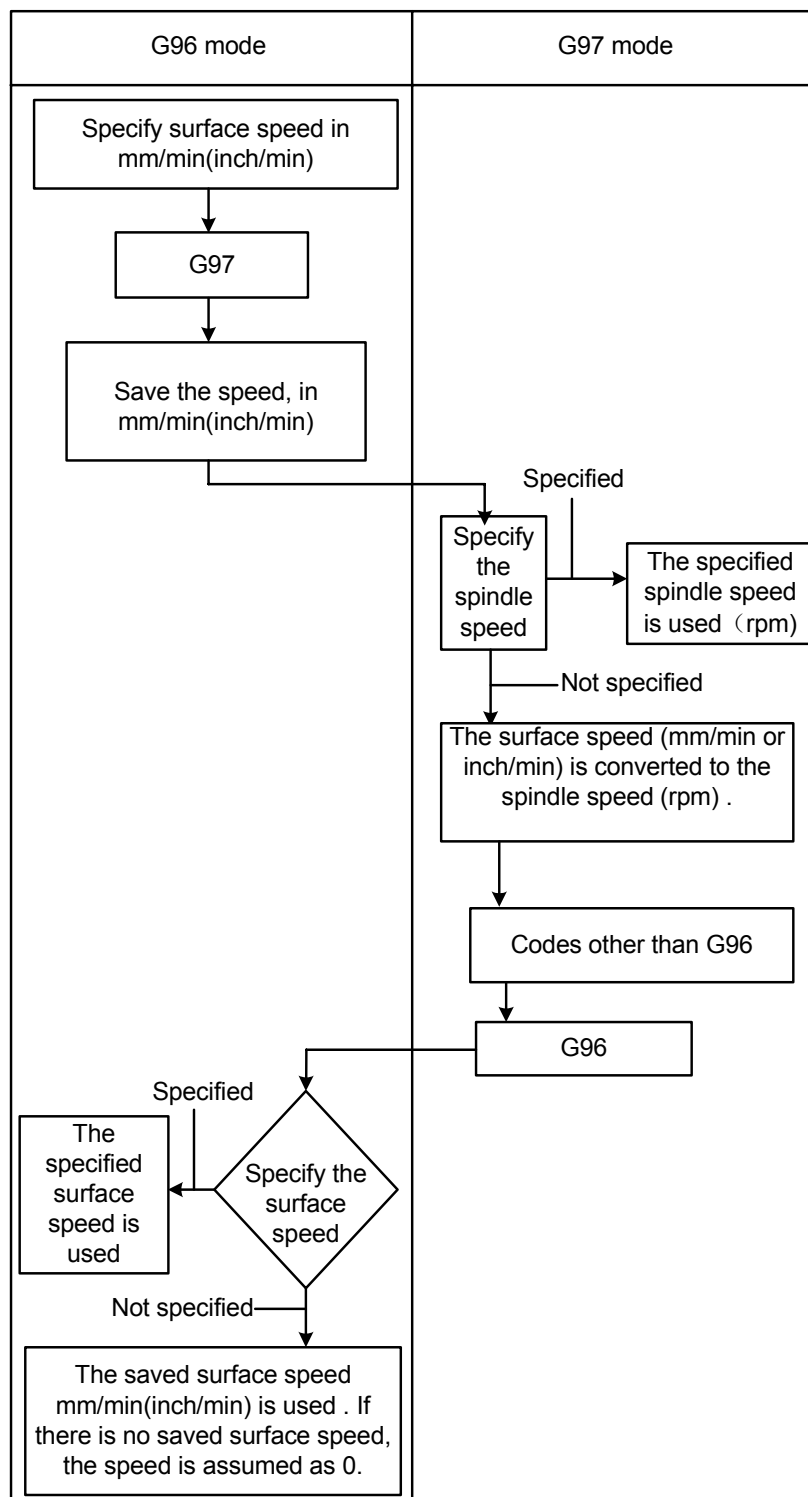 G96 mode
G97 mode
Specify surface speed in
mm/min(inch/min)
G97
Save the speed, in
mm/min(inch/min)
Specified
Specify
the
spindle
speed
The specified
spindle speed
is used（rpm)
Not specified
The surface speed (mm/min or
inch/min) is converted to the
spindle speed (rpm) .
Codes other than G96
G96
Specified
The
specified
surface
speed is
used
Specify the
surface
speed
Not specified
The saved surface speed
mm/min(inch/min) is used . If
there is no saved surface speed,
the speed is assumed as 0.